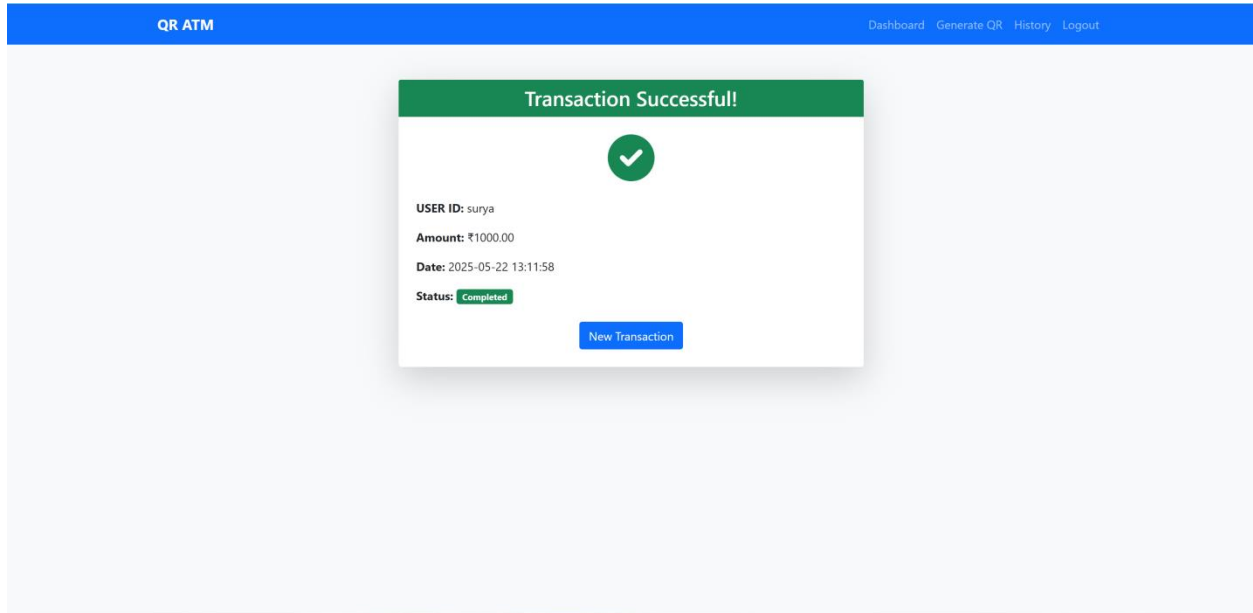 QR ATM
Dashboard Generate QR History Logout
Transaction Successful!
USER ID: surya
Amount: ₹1000.00
Date: 2025-05-22 13:11:58
Status: Completed
New Transaction